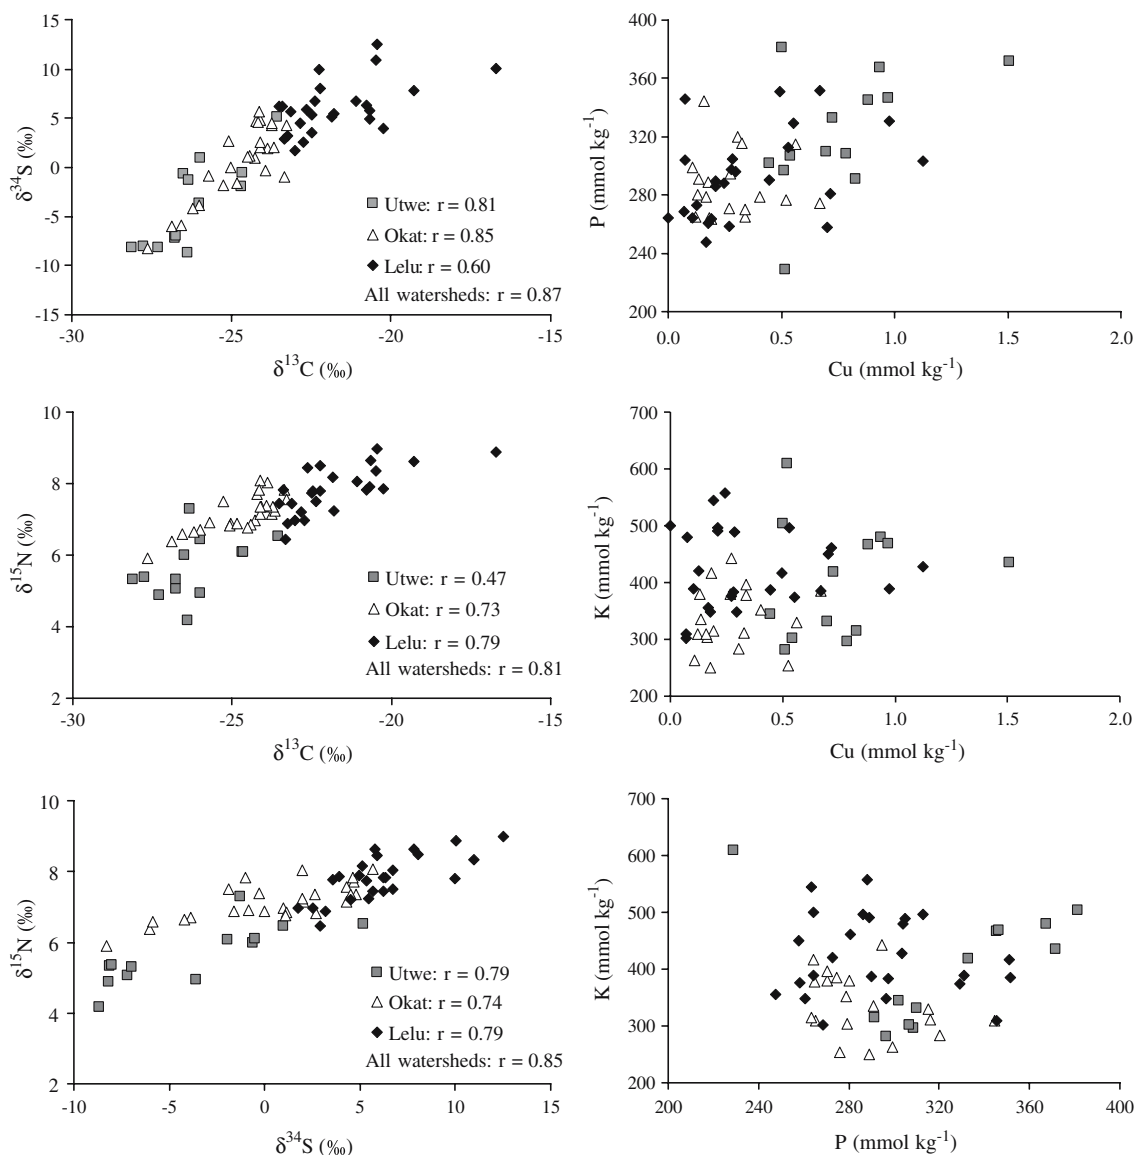 15
10
5
0
-5
-10
-15
-30
-25
-20
-15
δ34S (‰)
δ13C (‰)
Utwe: r = 0.81
Okat: r = 0.85
Lelu: r = 0.60
All watersheds: r = 0.87
400
360
320
280
240
200
0.0
0.5
1.0
1.5
2.0
P (mmol kg-1)
Cu (mmol kg-1)
10
8
6
4
2
-30
-25
-20
-15
δ15N (‰)
δ13C (‰)
Utwe: r = 0.47
Okat: r = 0.73
Lelu: r = 0.79
All watersheds: r = 0.81
700
600
500
400
300
200
0.0
0.5
1.0
1.5
2.0
K (mmol kg-1)
Cu (mmol kg-1)
10
8
6
4
2
-10
-5
0
5
10
15
δ15N (‰)
δ34S (‰)
Utwe: r = 0.79
Okat: r = 0.74
Lelu: r = 0.79
All watersheds: r = 0.85
700
600
500
400
300
200
200
240
280
320
360
400
K (mmol kg-1)
P (mmol kg-1)